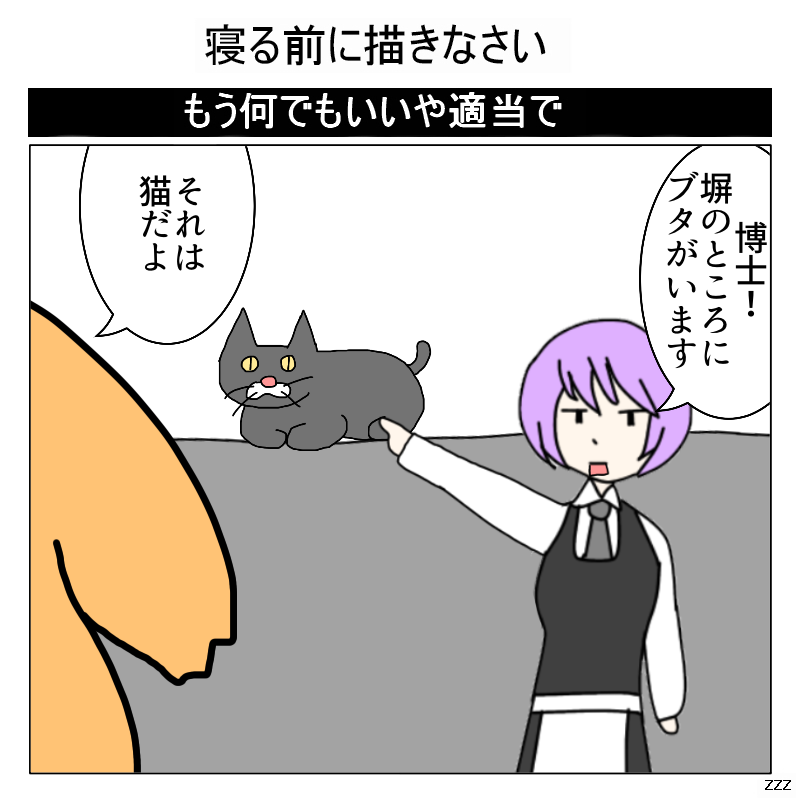 寝る前に描きなさい
もう何でもいいや適当で
博士！
塀のところに
ブタがいます
それは
猫だよ
zzz